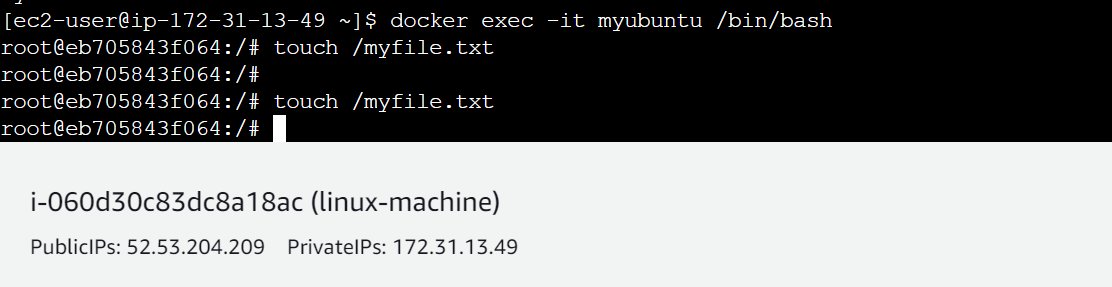 [ec2-user@ip-172-31-13-49 ~]$ docker exec -it myubuntu /bin/bash
root@eb705843f064:/# touch /myfile.txt
root@eb705843f064:/#
root@eb705843f064:/# touch /myfile.txt
root@eb705843f064:/#
i-060d30c83dc8a18ac (linux-machine)
PublicIPs: 52.53.204.209 PrivateIPs: 172.31.13.49